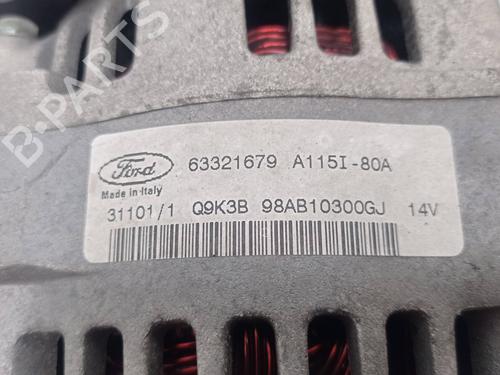 B-PARTS
Ford 63321679 A115I-80A
Made in Italy
31101/1 Q9K3B 98AB10300GJ 14V